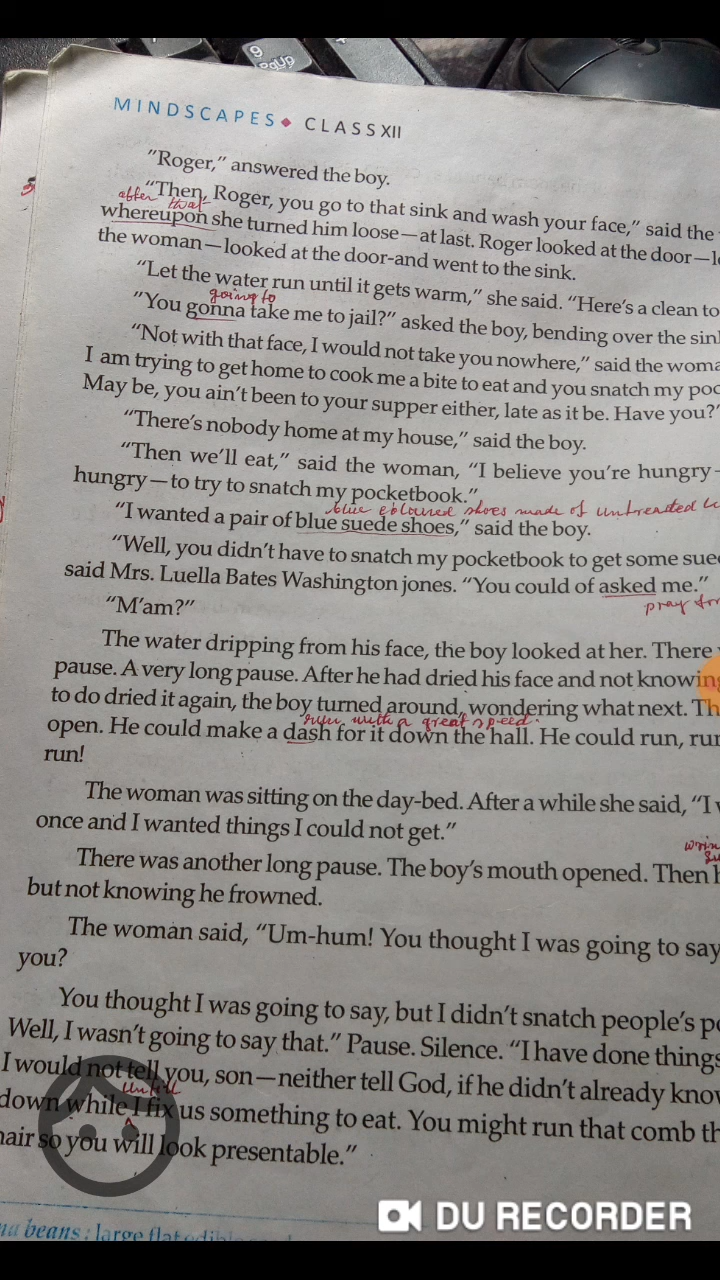 9
PgUp
MINDSCAPES ◆ CLASS XII
"Roger," answered the boy.
after that
"Then, Roger, you go to that sink and wash your face," said the
whereupon she turned him loose—at last. Roger looked at the door—
the woman—looked at the door-and went to the sink.
"Let the water run until it gets warm," she said. "Here's a clean
going to
"You gonna take me to jail?" asked the boy, bending over the
"Not with that face, I would not take you nowhere," said the
I am trying to get home to cook me a bite to eat and you snatch my
May be, you ain't been to your supper either, late as it be. Have you?"
"There's nobody home at my house," said the boy.
"Then we'll eat," said the woman, "I believe you're hungry—
hungry—to try to snatch my pocketbook."
blue coloured shoes made of untreated
"I wanted a pair of blue suede shoes," said the boy.
"Well, you didn't have to snatch my pocketbook to get some
said Mrs. Luella Bates Washington jones. "You could of asked me."
pray for
"M'am?"
The water dripping from his face, the boy looked at her. There
pause. A very long pause. After he had dried his face and not knowing
to do dried it again, the boy turned around, wondering what next.
run with a great speed.
open. He could make a dash for it down the hall. He could run,
run!
The woman was sitting on the day-bed. After a while she said, "I
once and I wanted things I could not get."
There was another long pause. The boy's mouth opened. Then
but not knowing he frowned.
The woman said, "Um-hum! You thought I was going to say
you?
You thought I was going to say, but I didn't snatch people's
Well, I wasn't going to say that." Pause. Silence. "I have done things
I would not tell you, son—neither tell God, if he didn't already
untill
down while I fix us something to eat. You might run that comb
so you will look presentable."
beans : large flat
DU RECORDER